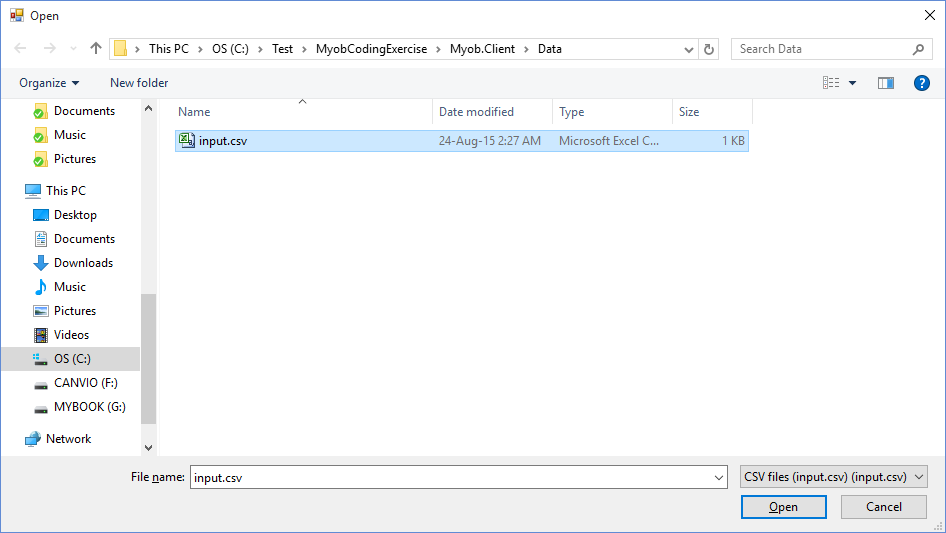 Open
This PC > OS (C:) > Test > MyobCodingExercise > Myob.Client > Data
Search Data
Organize New folder
?
Name Date modified Type Size
input.csv 24-Aug-15 2:27 AM Microsoft Excel C... 1 KB
Documents
Music
Pictures
This PC
Desktop
Documents
Downloads
Music
Pictures
Videos
OS (C:)
CANVIO (F:)
MYBOOK (G:)
Network
File name: input.csv CSV files (input.csv) (input.csv)
Open Cancel